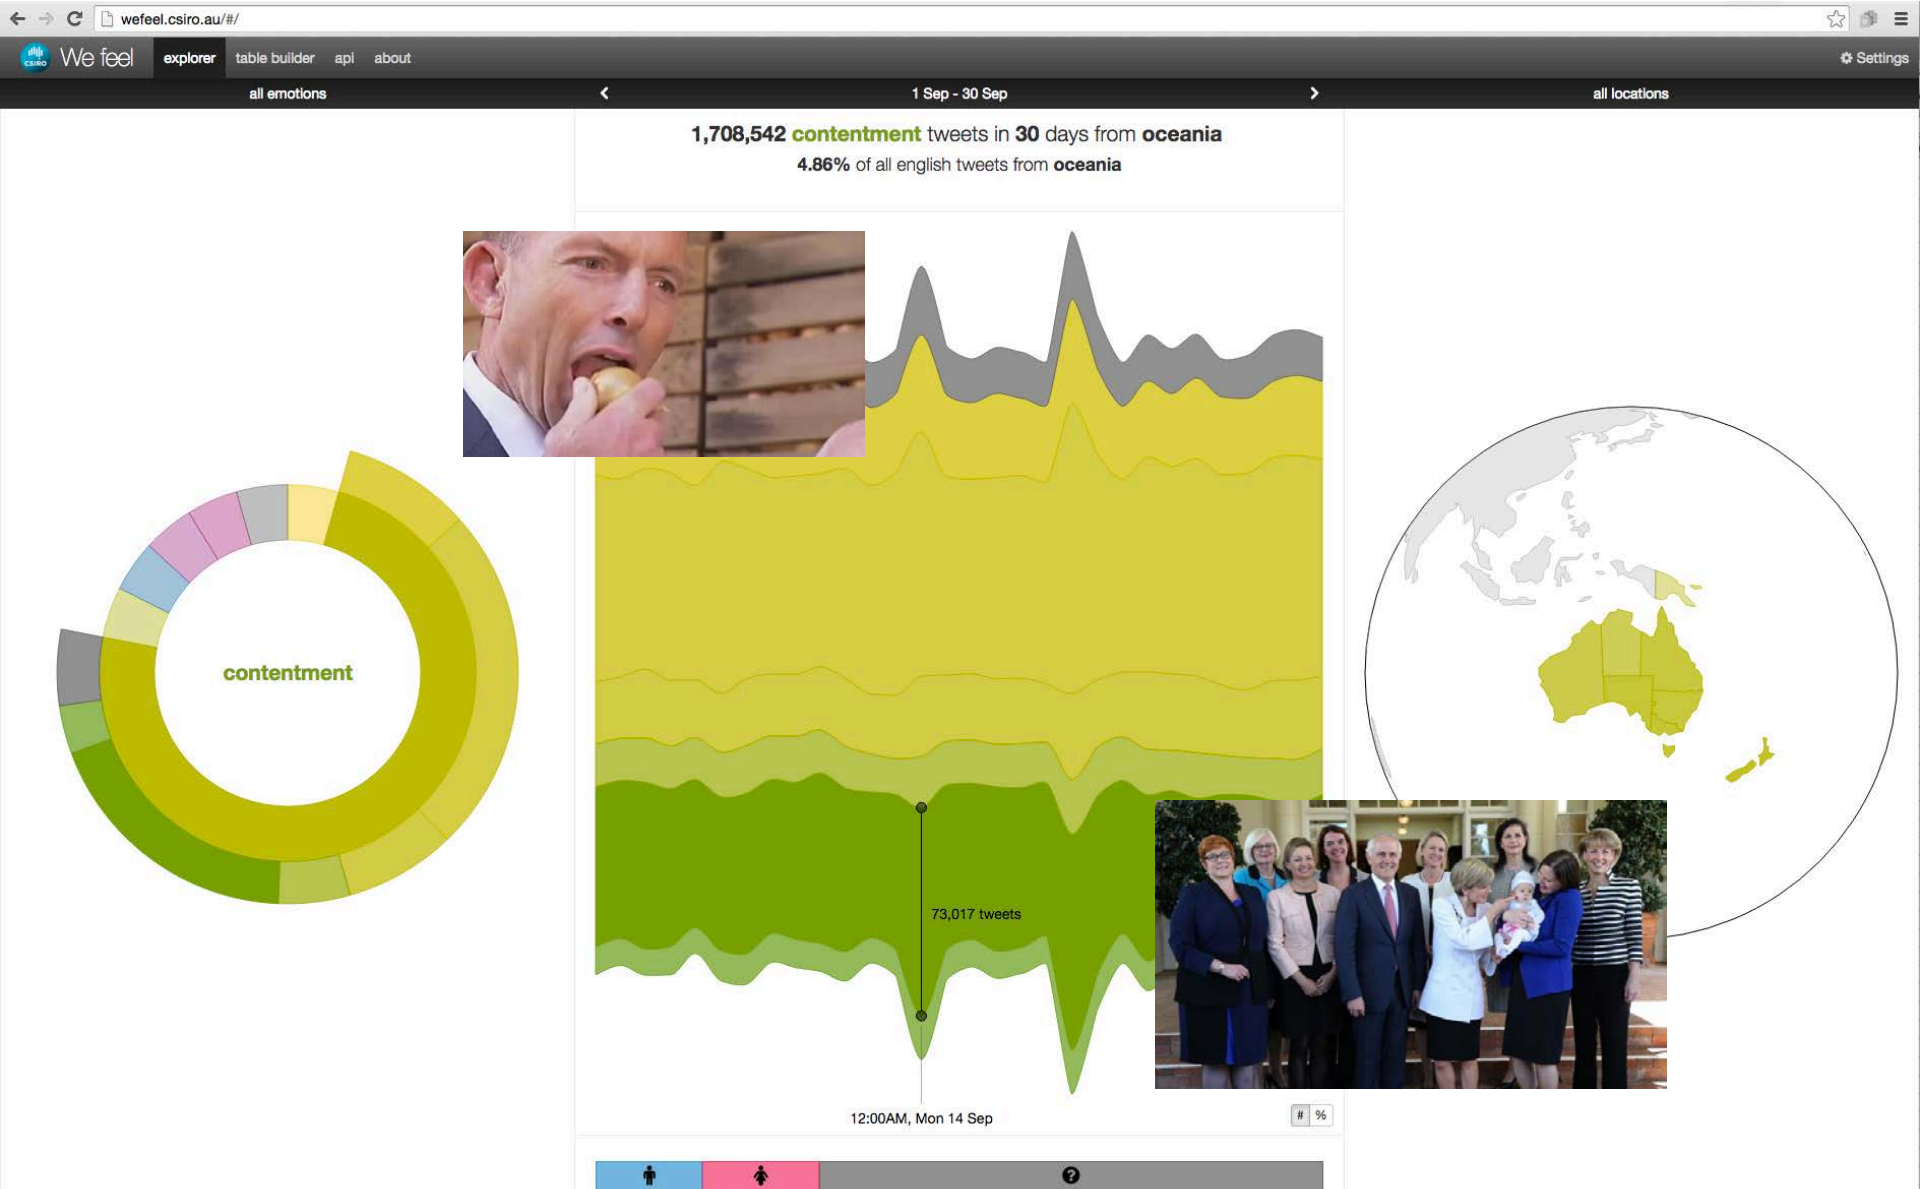 wefeel.csiro.au/#/
CSIRO We feel explorer table builder api about Settings
all emotions 1 Sep - 30 Sep all locations
1,708,542 contentment tweets in 30 days from oceania
4.86% of all english tweets from oceania
contentment
73,017 tweets
12:00AM, Mon 14 Sep
# %
?